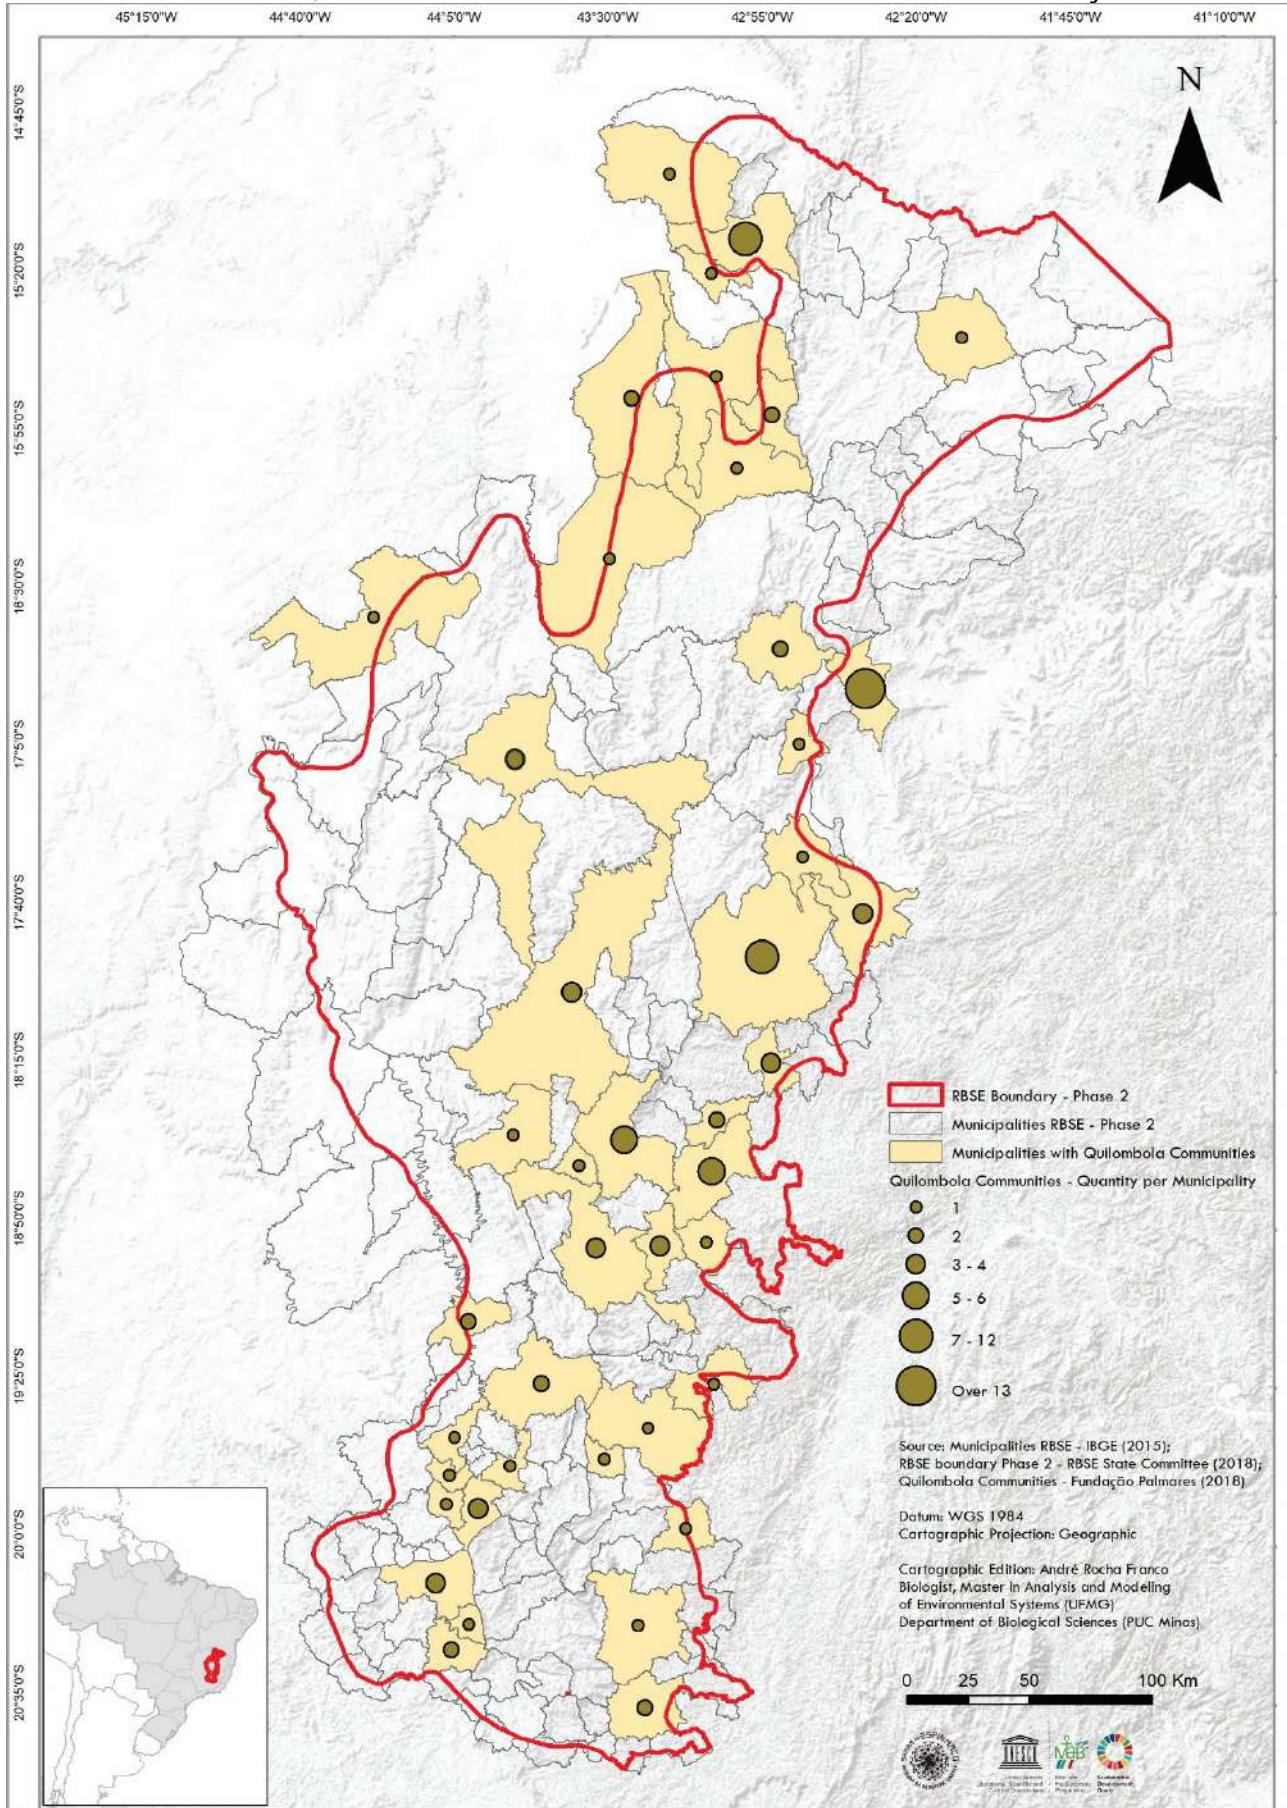 45°15'0"W 44°40'0"W 44°5'0"W 43°30'0"W 42°55'0"W 42°20'0"W 41°45'0"W 41°10'0"W
N
14°45'0"S
15°20'0"S
15°55'0"S
16°30'0"S
17°5'0"S
17°40'0"S
18°15'0"S
18°50'0"S
19°25'0"S
20°0'0"S
20°35'0"S
RBSE Boundary - Phase 2
Municipalities RBSE - Phase 2
Municipalities with Quilombola Communities
Quilombola Communities - Quantity per Municipality
1
2
3 - 4
5 - 6
7 - 12
Over 13
Source: Municipalities RBSE - IBGE (2015);
RBSE boundary Phase 2 - RBSE State Committee (2018);
Quilombola Communities - Fundação Palmares (2018)
Datum: WGS 1984
Cartographic Projection: Geographic
Cartographic Edition: André Rocha Franco
Biologist, Master in Analysis and Modeling
of Environmental Systems (UFMG)
Department of Biological Sciences (PUC Minas)
0 25 50 100 Km
UNESCO
MaB